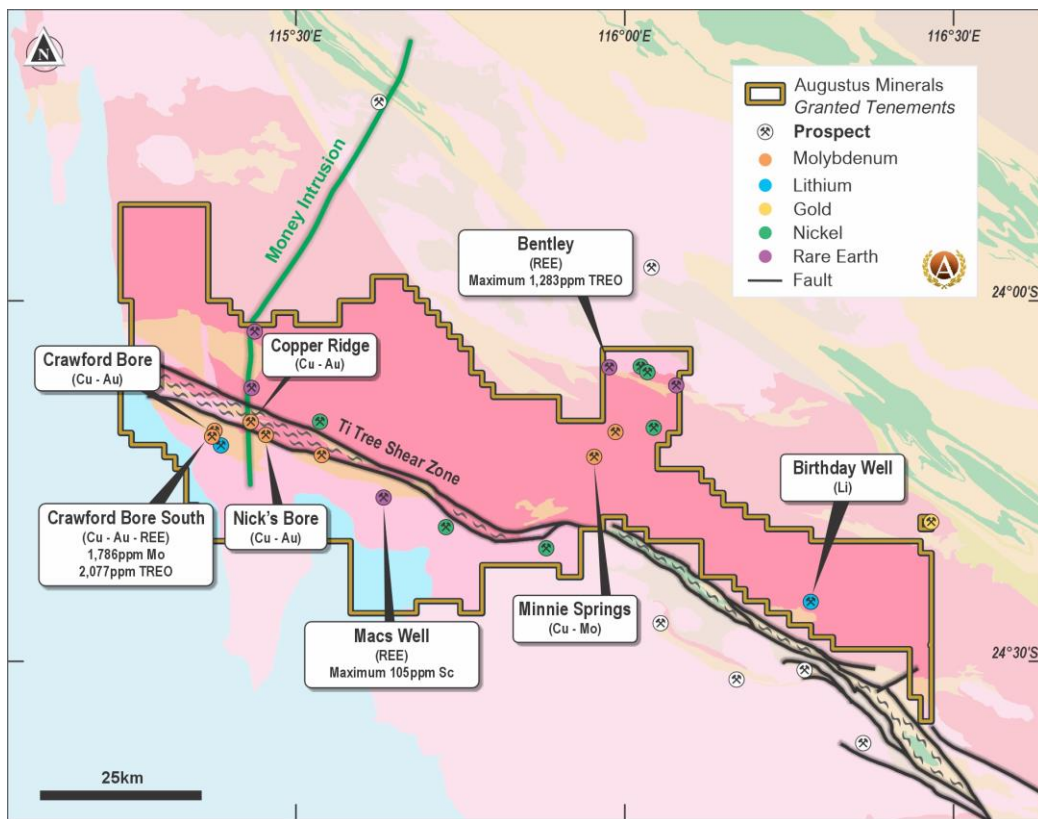 115°30'E
116°00'E
116°30'E
N
Augustus Minerals
Granted Tenements
Prospect
Molybdenum
Lithium
Gold
Nickel
Rare Earth
Fault
A
Money Intrusion
Bentley
(REE)
Maximum 1,283ppm TREO
24°00'S
Crawford Bore
(Cu - Au)
Copper Ridge
(Cu - Au)
Ti Tree Shear Zone
Birthday Well
(Li)
Crawford Bore South
(Cu - Au - REE)
1,786ppm Mo
2,077ppm TREO
Nick's Bore
(Cu - Au)
Macs Well
(REE)
Maximum 105ppm Sc
Minnie Springs
(Cu - Mo)
24°30'S
25km